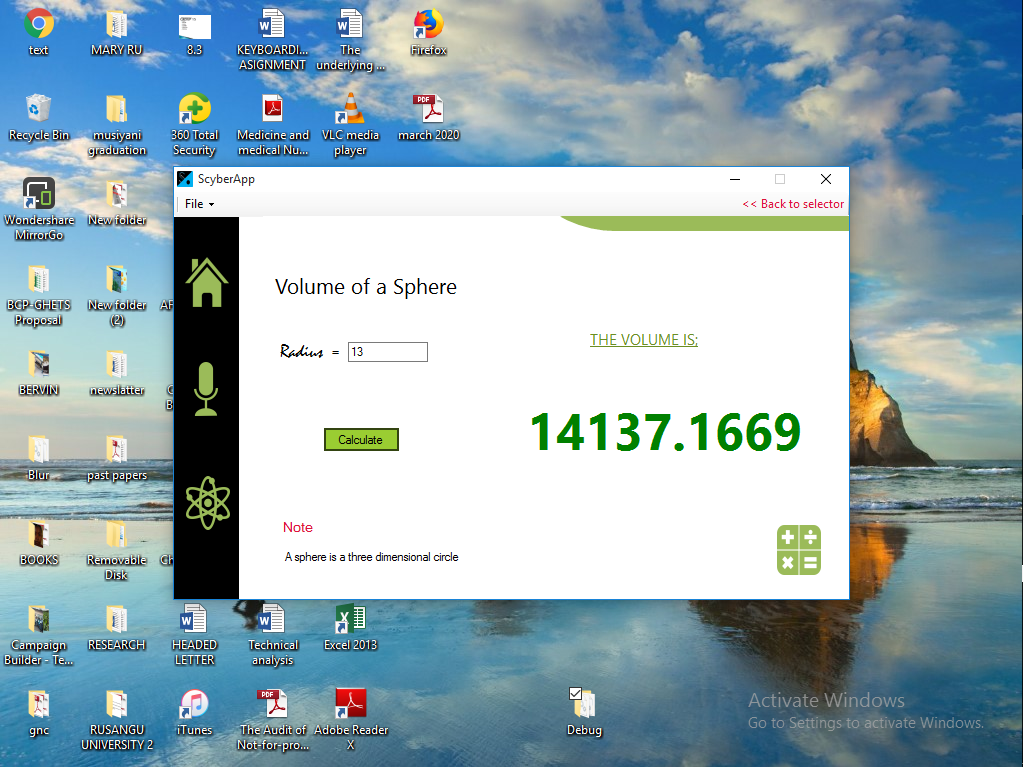 text
MARY RU
8.3
KEYBOARDI...
ASIGNMENT
The
underlying ...
Firefox
Recycle Bin
musiyani
graduation
360 Total
Security
Medicine and
medical Nu...
VLC media
player
PDF
march 2020
ScyberApp
File
<< Back to selector
Wondershare
MirrorGo
New folder
BCP-GHETS
Proposal
New folder
(2)
AF
Volume of a Sphere
Radius = 13
THE VOLUME IS;
BERVIN
newslatter
Calculate
14137.1669
Blur
past papers
Note
A sphere is a three dimensional circle
BOOKS
Removable
Disk
Ch
Campaign
Builder - Te...
RESEARCH
HEADED
LETTER
Technical
analysis
Excel 2013
gnc
RUSANGU
UNIVERSITY 2
iTunes
PDF
The Audit of
Not-for-pro...
Adobe Reader
X
Debug
Activate Windows
Go to Settings to activate Windows.